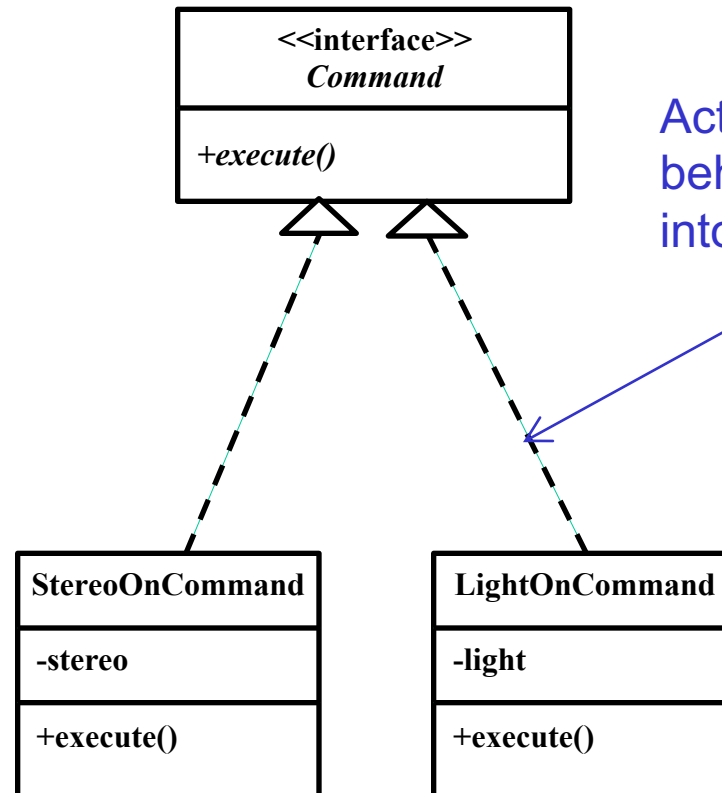 <<interface>>
Command
+execute()
Act
beh
into
StereoOnCommand
-stereo
+execute()
LightOnCommand
-light
+execute()